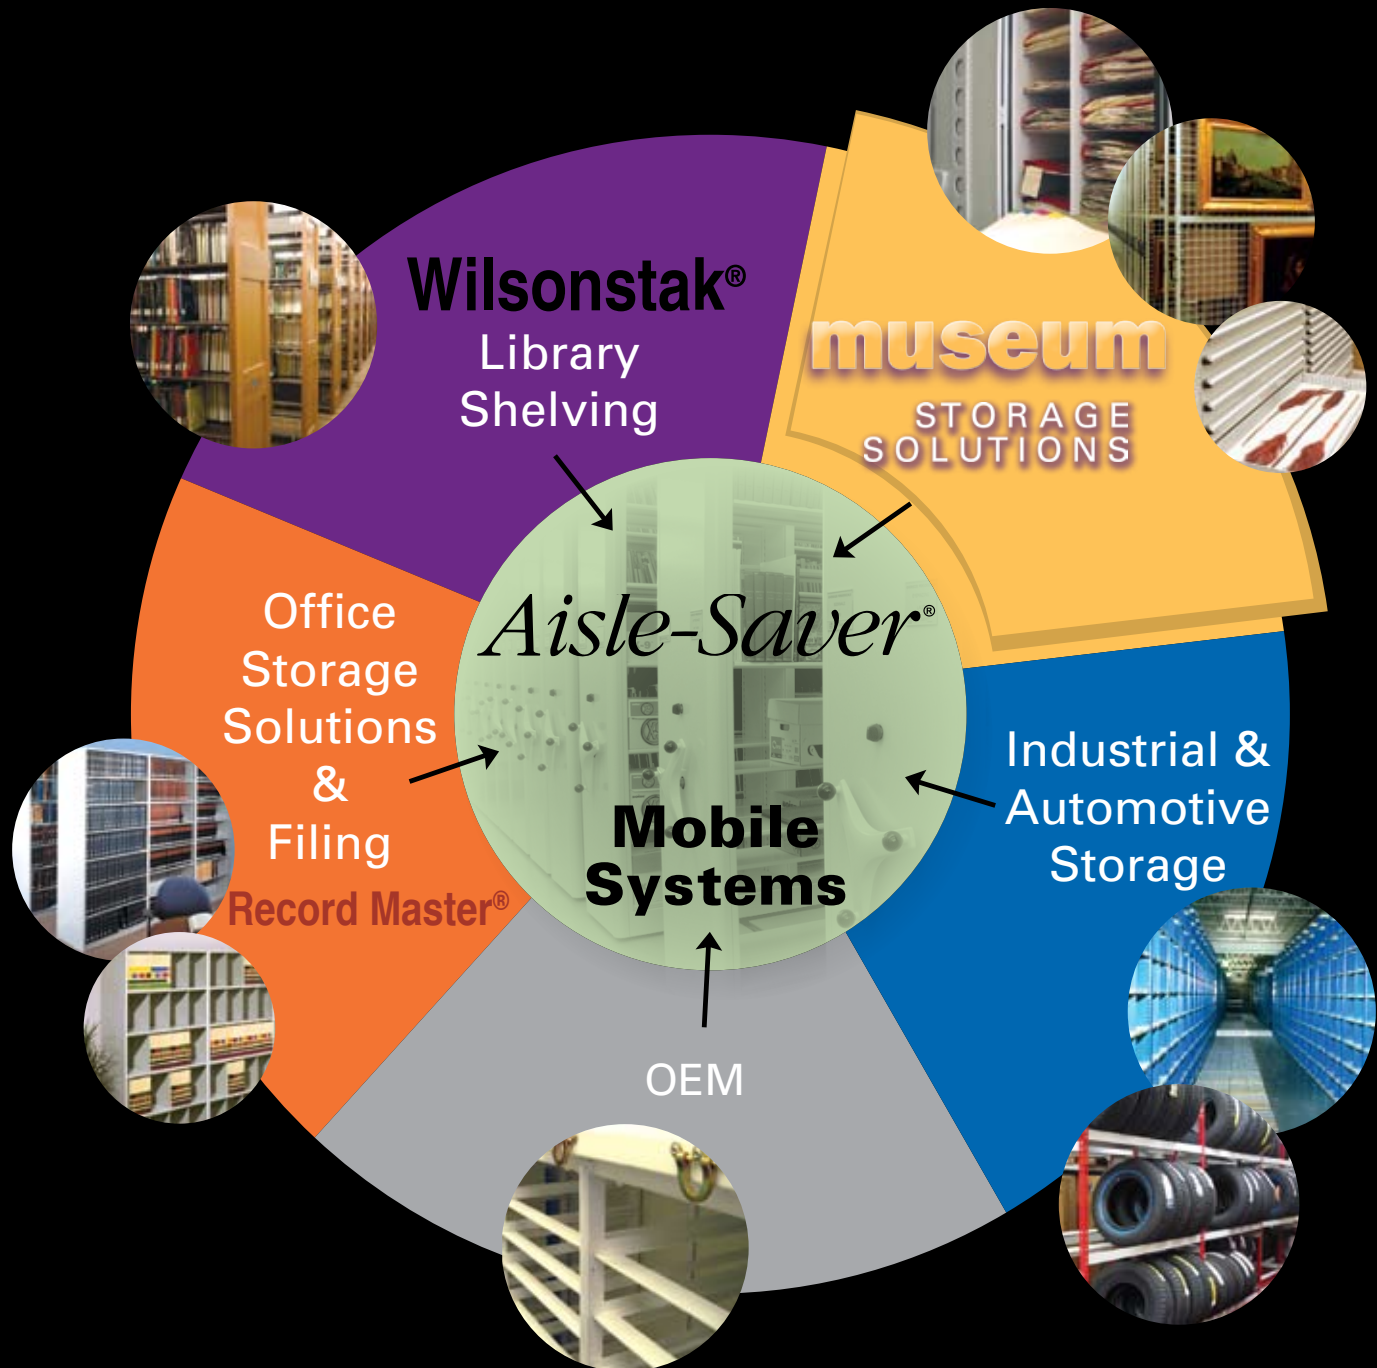 Wilsonstak®
Library
Shelving
museum
STORAGE
SOLUTIONS
Office
Storage
Solutions
&
Filing
Record Master®
Aisle-Saver®
Mobile
Systems
Industrial &
Automotive
Storage
OEM